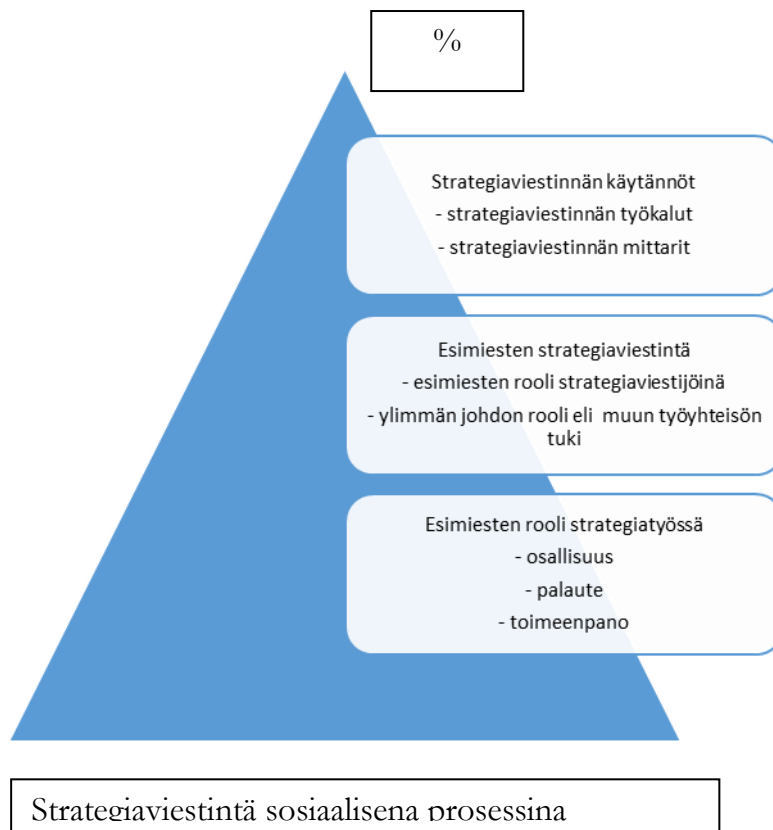 %
Strategiaviestinnän käytännöt
- strategiaviestinnän työkalut
- strategiaviestinnän mittarit
Esimiesten strategiaviestintä
- esimiesten rooli strategiaviestijöinä
- ylimmän johdon rooli eli muun työyhteisön
tuki
Esimiesten rooli strategiatyössä
- osallisuus
- palaute
- toimeenpano
Strategiaviestintä sosiaalisena prosessina